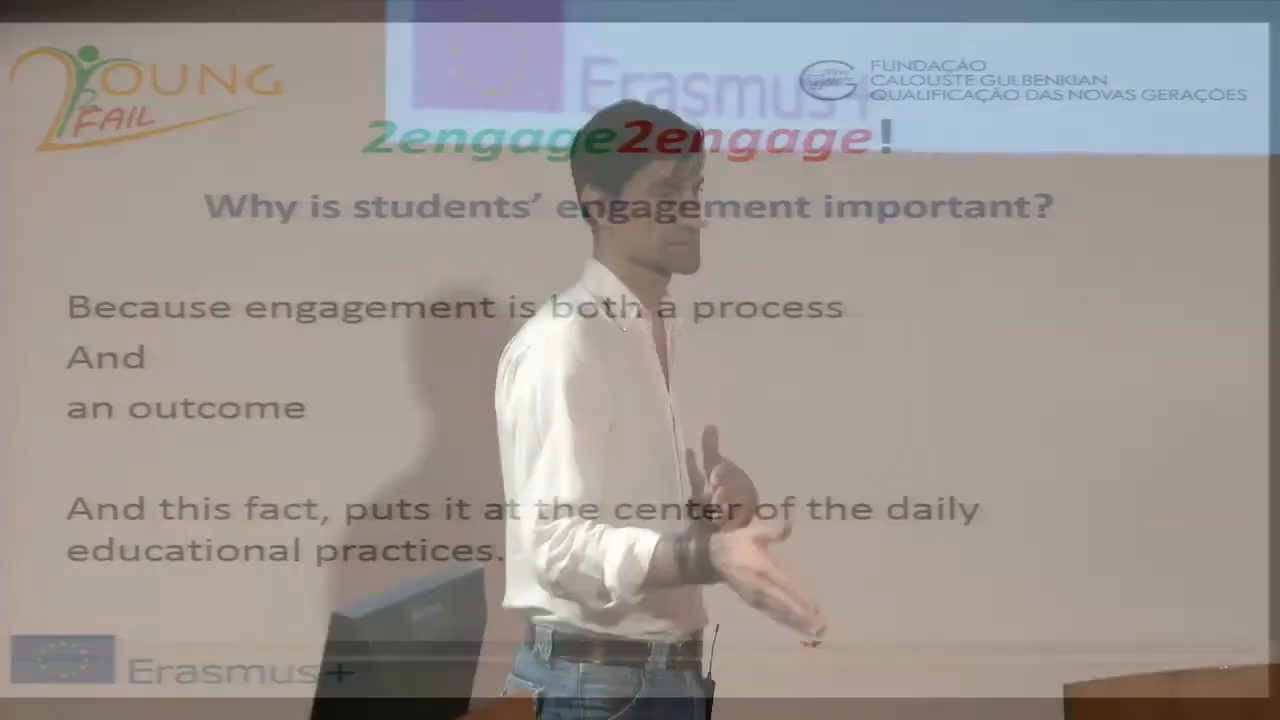 YOUNG
2
FAIL
Erasmus+
FUNDAÇÃO
CALOUSTE GULBENKIAN
QUALIFICAÇÃO DAS NOVAS GERAÇÕES
2engage2engage!
Why is students’ engagement important?
Because engagement is both a process
And
an outcome
And this fact, puts it at the center of the daily
educational practices.
Erasmus+